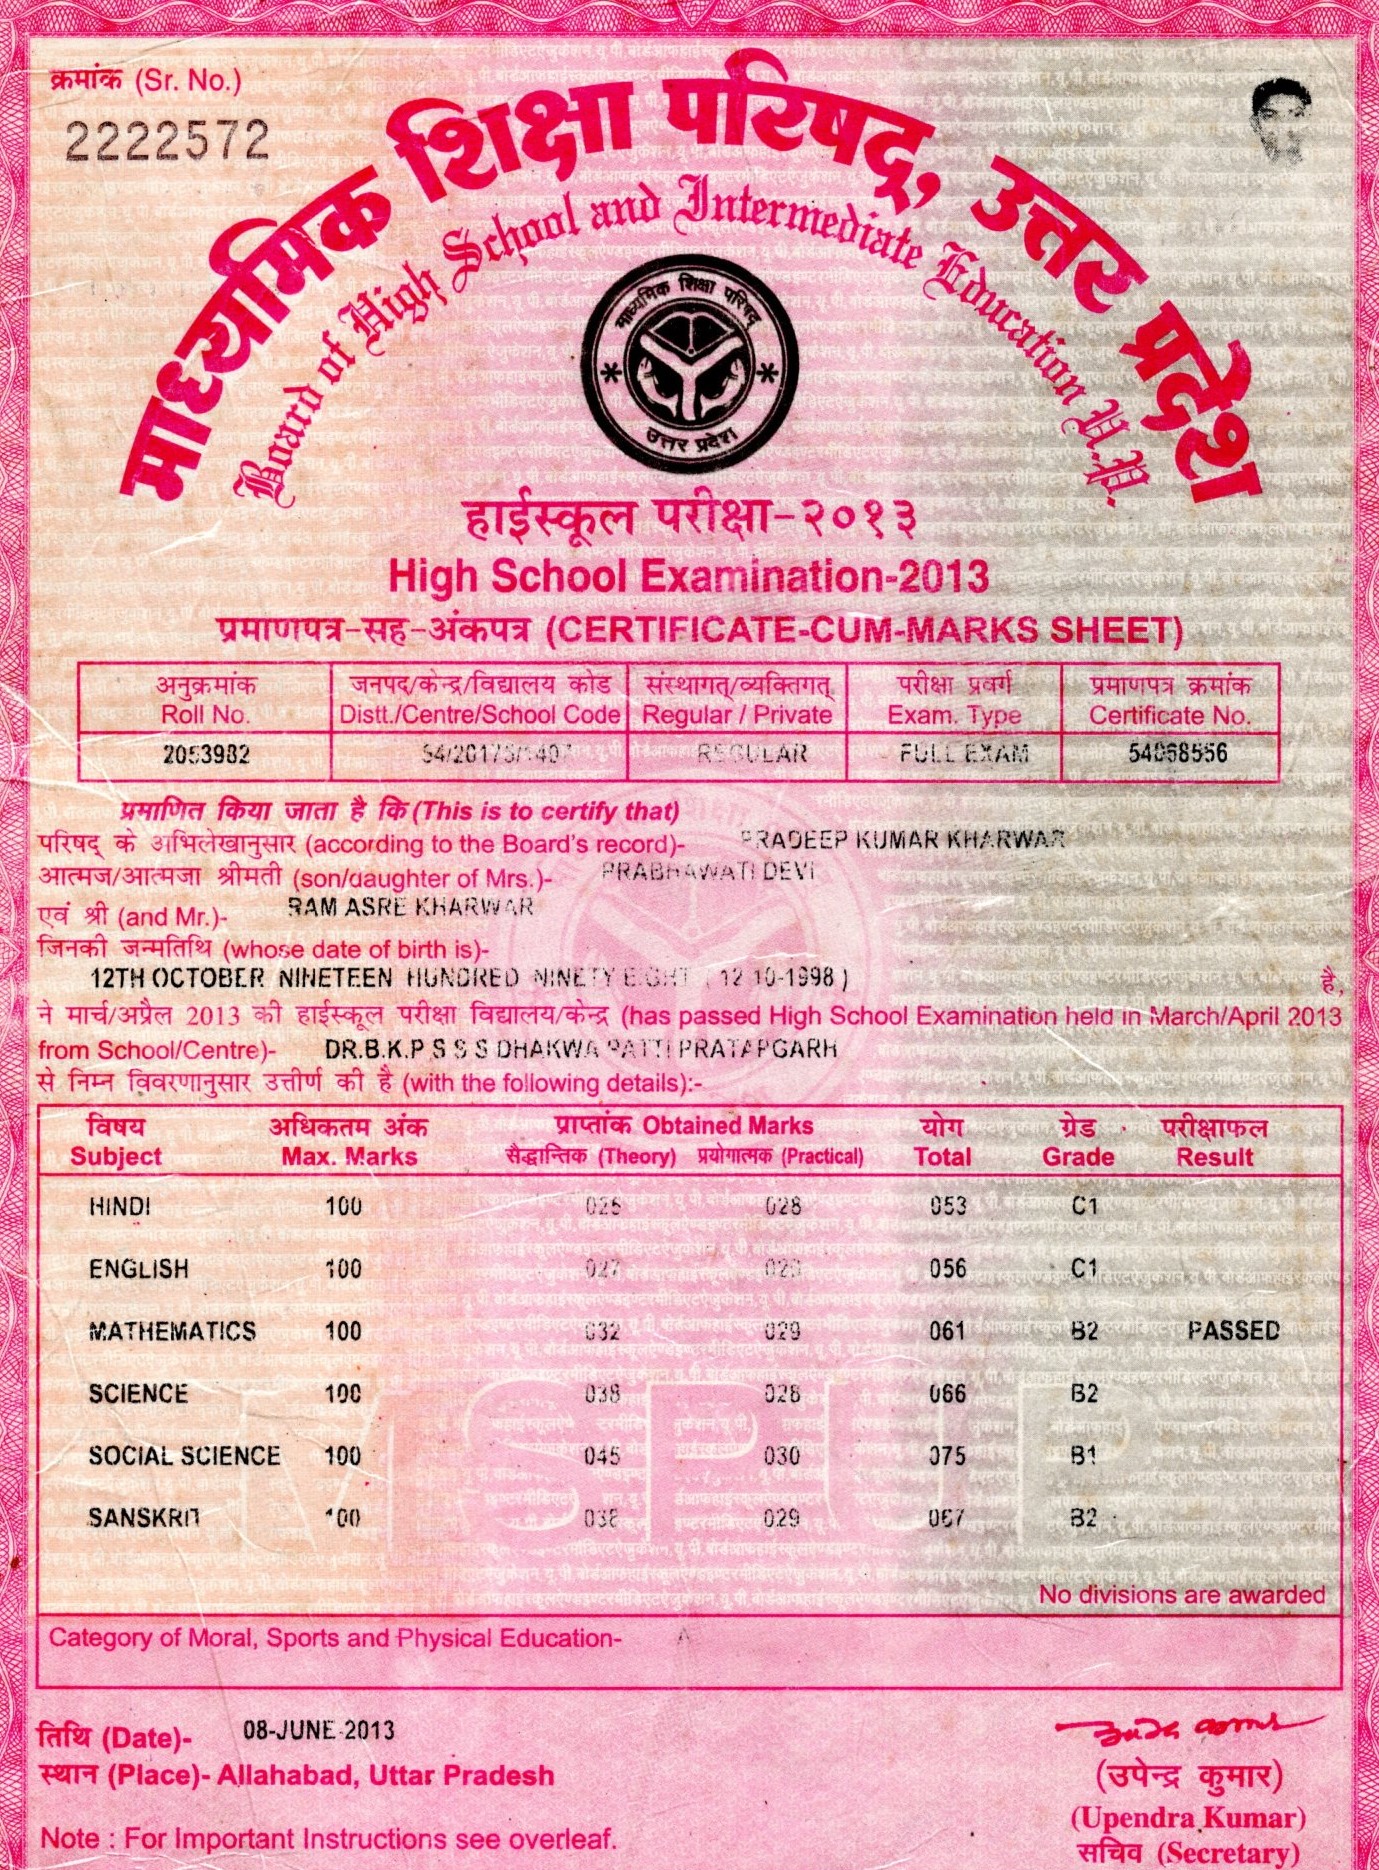 क्रमांक (Sr. No.)
2222572
माध्यमिक शिक्षा परिषद्, उत्तर प्रदेश
Board of High School and Intermediate Education U.P.
माध्यमिक शिक्षा परिषद्
उत्तर प्रदेश
हाईस्कूल परीक्षा-२०१३
High School Examination-2013
प्रमाणपत्र-सह-अंकपत्र (CERTIFICATE-CUM-MARKS SHEET)
अनुक्रमांक जनपद/केन्द्र/विद्यालय कोड संस्थागत्/व्यक्तिगत् परीक्षा प्रवर्ग प्रमाणपत्र क्रमांक
Roll No. Distt./Centre/School Code Regular / Private Exam. Type Certificate No.
2053982 REGULAR FULL EXAM 54068556
प्रमाणित किया जाता है कि (This is to certify that)
परिषद् के अभिलेखानुसार (according to the Board's record)- PRADEEP KUMAR KHARWAR
आत्मज/आत्मजा श्रीमती (son/daughter of Mrs.)- PRABHAWATI DEVI
एवं श्री (and Mr.)- RAM ASRE KHARWAR
जिनकी जन्मतिथि (whose date of birth is)-
12TH OCTOBER NINETEEN HUNDRED NINETY EIGHT ( 12-10-1998 ) है,
ने मार्च/अप्रैल 2013 की हाईस्कूल परीक्षा विद्यालय/केन्द्र (has passed High School Examination held in March/April 2013
from School/Centre)- DR.B.K.P S S S DHAKWA PATTI PRATAPGARH
से निम्न विवरणानुसार उत्तीर्ण की है (with the following details):-
विषय अधिकतम अंक प्राप्तांक Obtained Marks योग ग्रेड परीक्षाफल
Subject Max. Marks सैद्धान्तिक (Theory) प्रयोगात्मक (Practical) Total Grade Result
HINDI 100 025 028 053 C1
ENGLISH 100 027 029 056 C1
MATHEMATICS 100 032 029 061 B2 PASSED
SCIENCE 100 038 028 066 B2
SOCIAL SCIENCE 100 045 030 075 B1
SANSKRIT 100 038 029 067 B2
No divisions are awarded
Category of Moral, Sports and Physical Education- A
तिथि (Date)- 08-JUNE-2013
स्थान (Place)- Allahabad, Uttar Pradesh
(उपेन्द्र कुमार)
(Upendra Kumar)
Note : For Important Instructions see overleaf.
सचिव (Secretary)